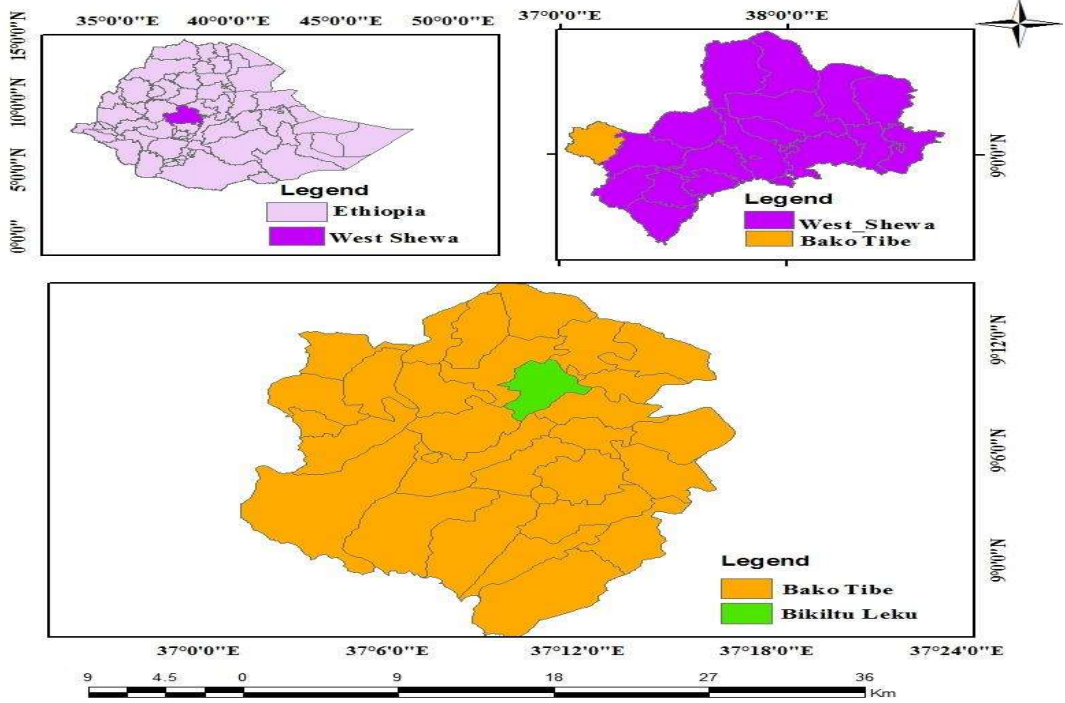 35°0'0"E 40°0'0"E 45°0'0"E 50°0'0"E
15°0'0"N
10°0'0"N
5°0'0"N
0°0'0"
Legend
Ethiopia
West Shewa
37°0'0"E 38°0'0"E
9°0'0"N
Legend
West_Shewa
Bako Tibe
9°12'0"N
9°6'0"N
9°0'0"N
Legend
Bako Tibe
Bikiltu Leku
37°0'0"E 37°6'0"E 37°12'0"E 37°18'0"E 37°24'0"E
9 4.5 0 9 18 27 36
Km